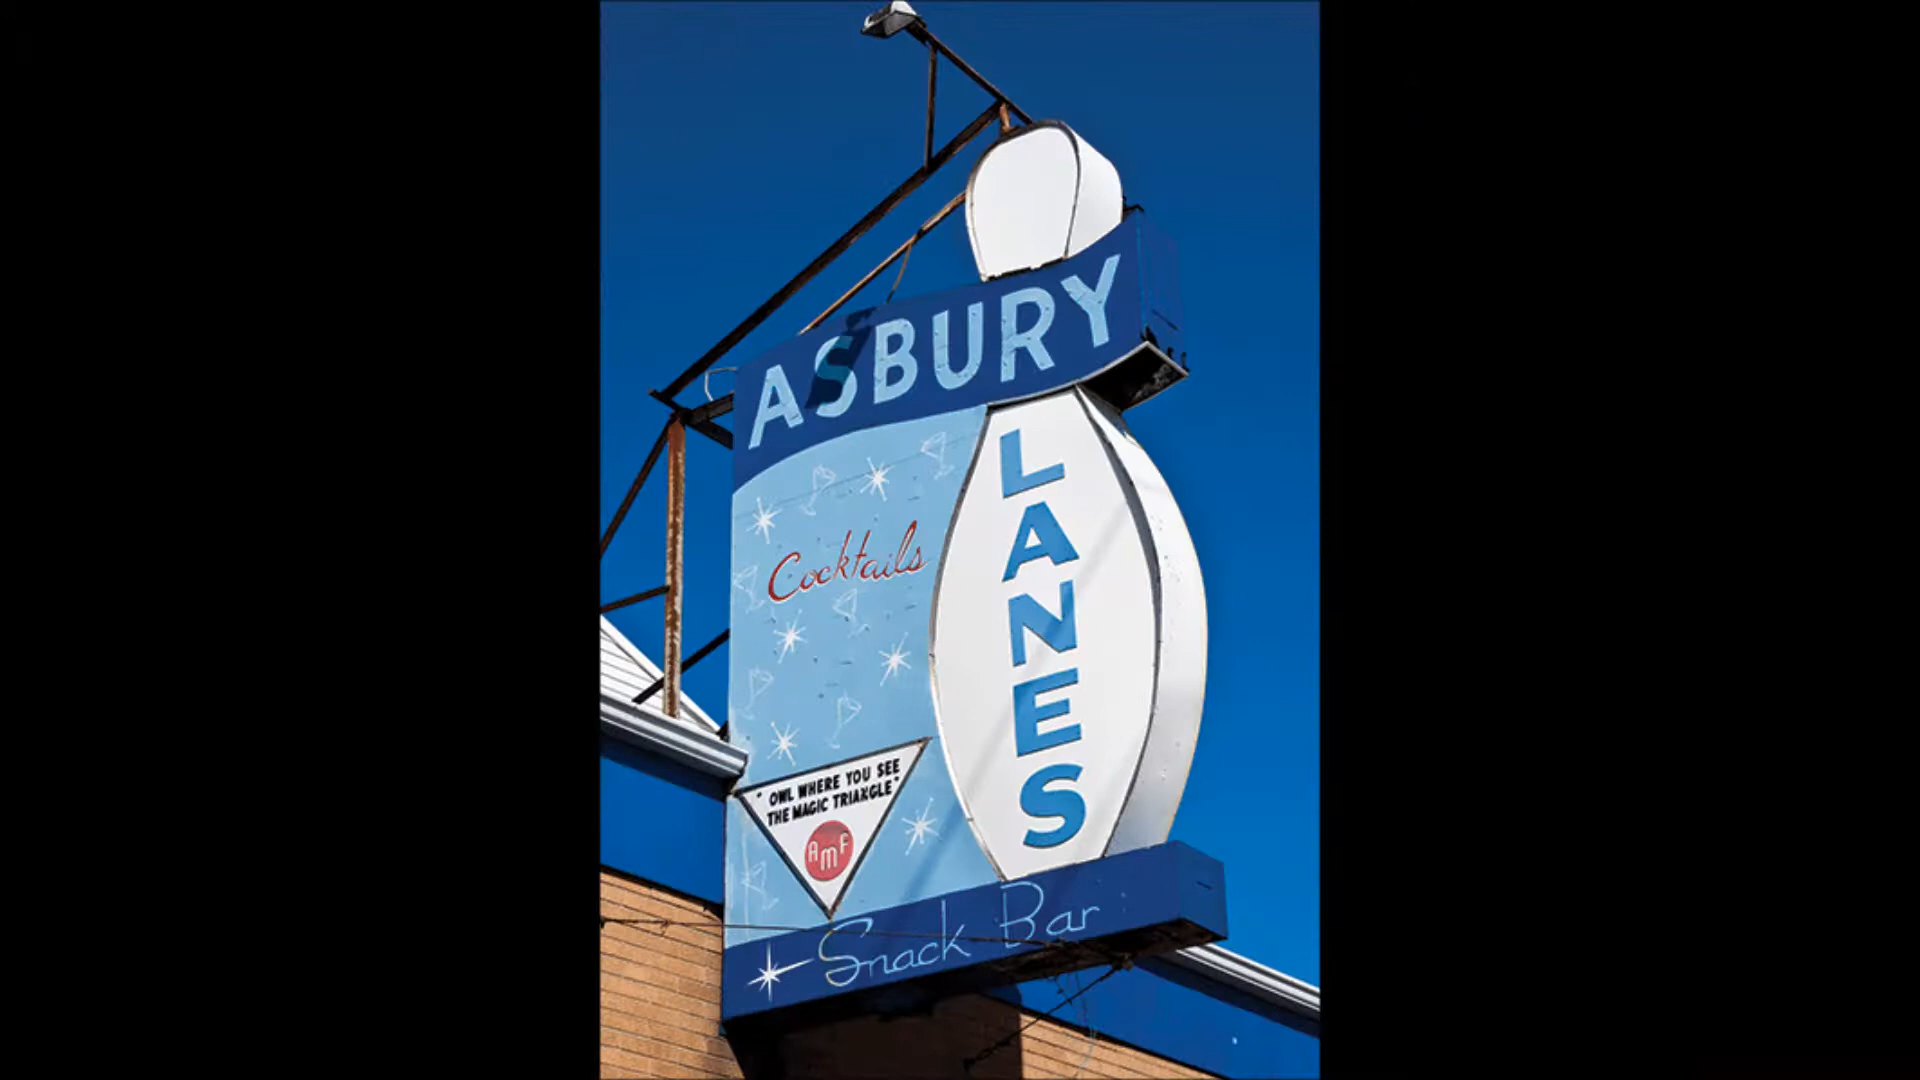 ASBURY
LANES
Cocktails
" OWL WHERE YOU SEE
THE MAGIC TRIANGLE"
AMF
Snack Bar